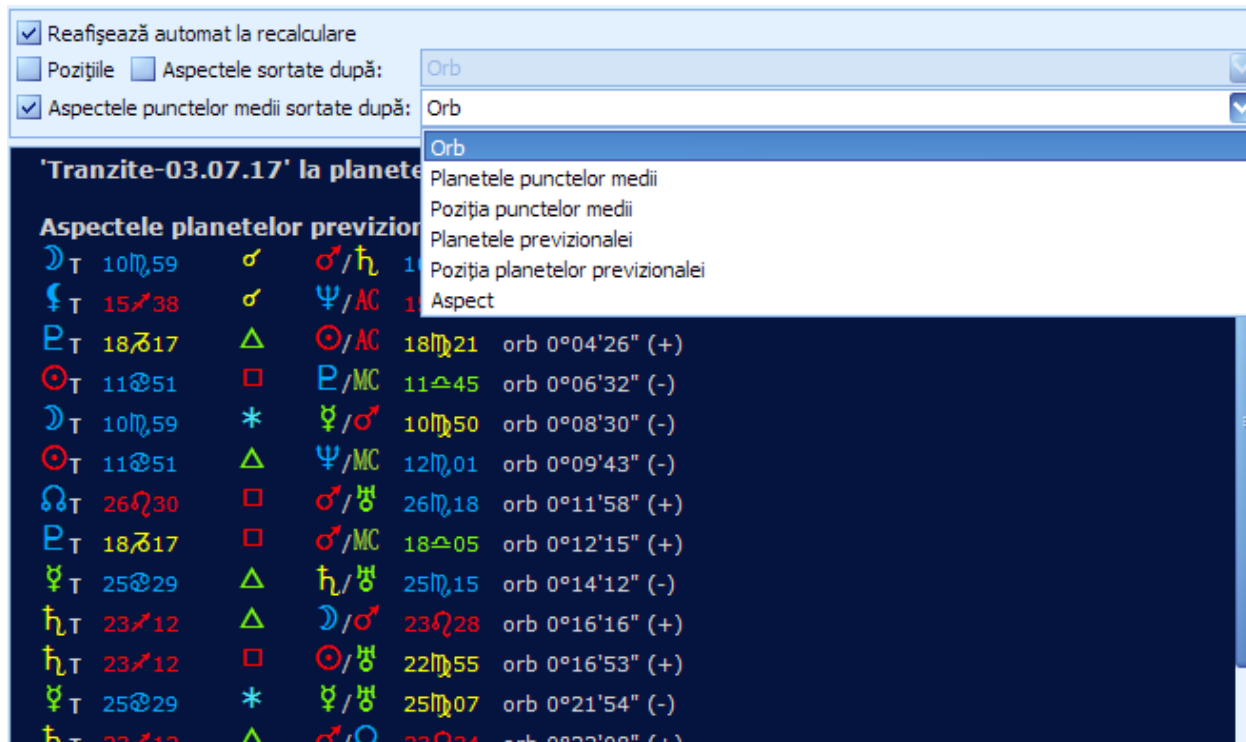 Reafişează automat la recalculare
Poziţiile Aspectele sortate după: Orb
Aspectele punctelor medii sortate după: Orb
Orb
Planetele punctelor medii
Poziţia punctelor medii
Planetele previzionalei
Poziţia planetelor previzionalei
Aspect
'Tranzite-03.07.17' la planete
Aspectele planetelor previzion
☽T 10♏59 ☌ ♂/♄
⚸T 15♐38 ☌ ♆/AC
♇T 18♑17 △ ☉/AC 18♍21 orb 0°04'26" (+)
☉T 11♋51 □ ♇/MC 11♎45 orb 0°06'32" (-)
☽T 10♏59 ⚹ ☿/♂ 10♍50 orb 0°08'30" (-)
☉T 11♋51 △ ♆/MC 12♏01 orb 0°09'43" (-)
☊T 26♌30 □ ♂/♅ 26♏18 orb 0°11'58" (+)
♇T 18♑17 □ ♂/MC 18♎05 orb 0°12'15" (+)
☿T 25♋29 △ ♄/♅ 25♏15 orb 0°14'12" (-)
♄T 23♐12 △ ☽/♂ 23♌28 orb 0°16'16" (+)
♄T 23♐12 □ ☉/♅ 22♍55 orb 0°16'53" (+)
☿T 25♋29 ⚹ ☿/♅ 25♍07 orb 0°21'54" (-)